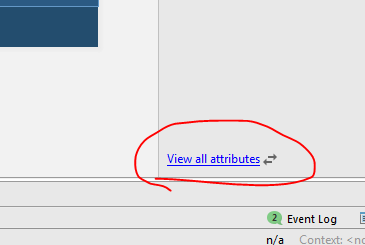 View all attributes
2 Event Log
n/a Context: <no